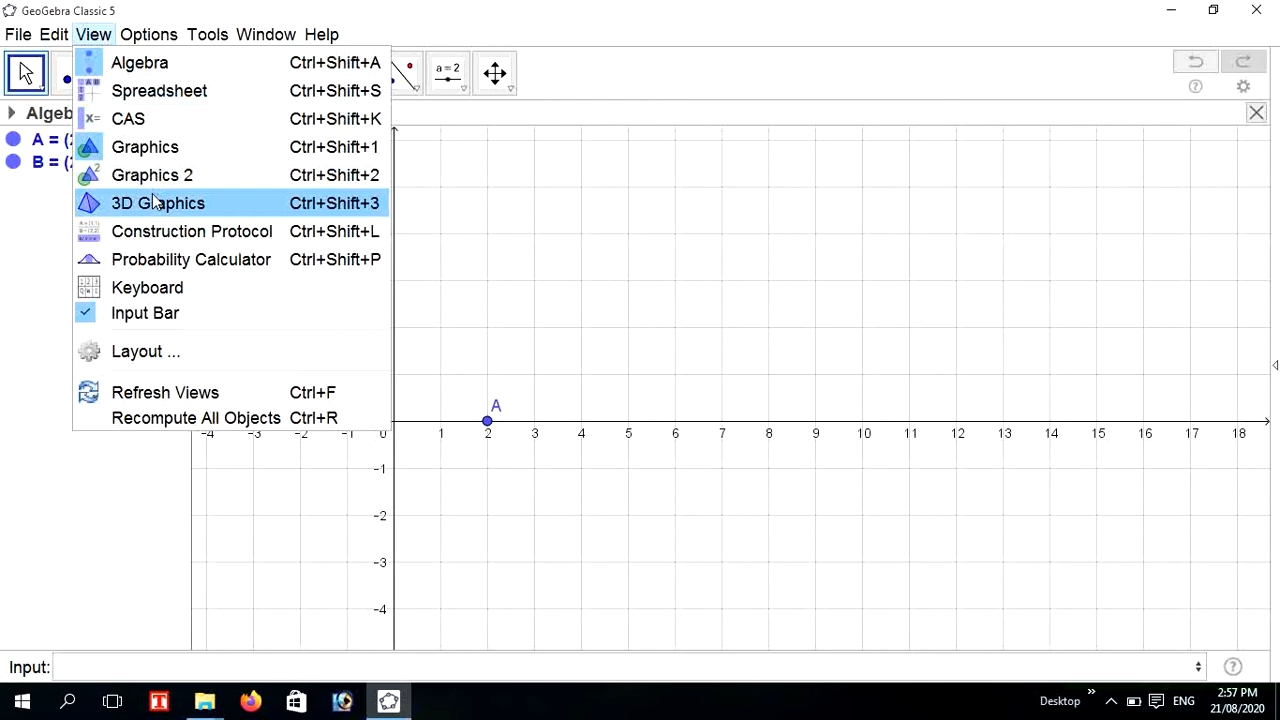 GeoGebra Classic 5
File Edit View Options Tools Window Help
Algebra Ctrl+Shift+A
Spreadsheet Ctrl+Shift+S
CAS Ctrl+Shift+K
Graphics Ctrl+Shift+1
Graphics 2 Ctrl+Shift+2
3D Graphics Ctrl+Shift+3
Construction Protocol Ctrl+Shift+L
Probability Calculator Ctrl+Shift+P
Keyboard
Input Bar
Layout ...
Refresh Views Ctrl+F
Recompute All Objects Ctrl+R
a = 2
A = (
B = (
A
-4 -3 -2 -1 0 1 2 3 4 5 6 7 8 9 10 11 12 13 14 15 16 17 18
-1
-2
-3
-4
Input:
Desktop ENG 2:57 PM
21/08/2020